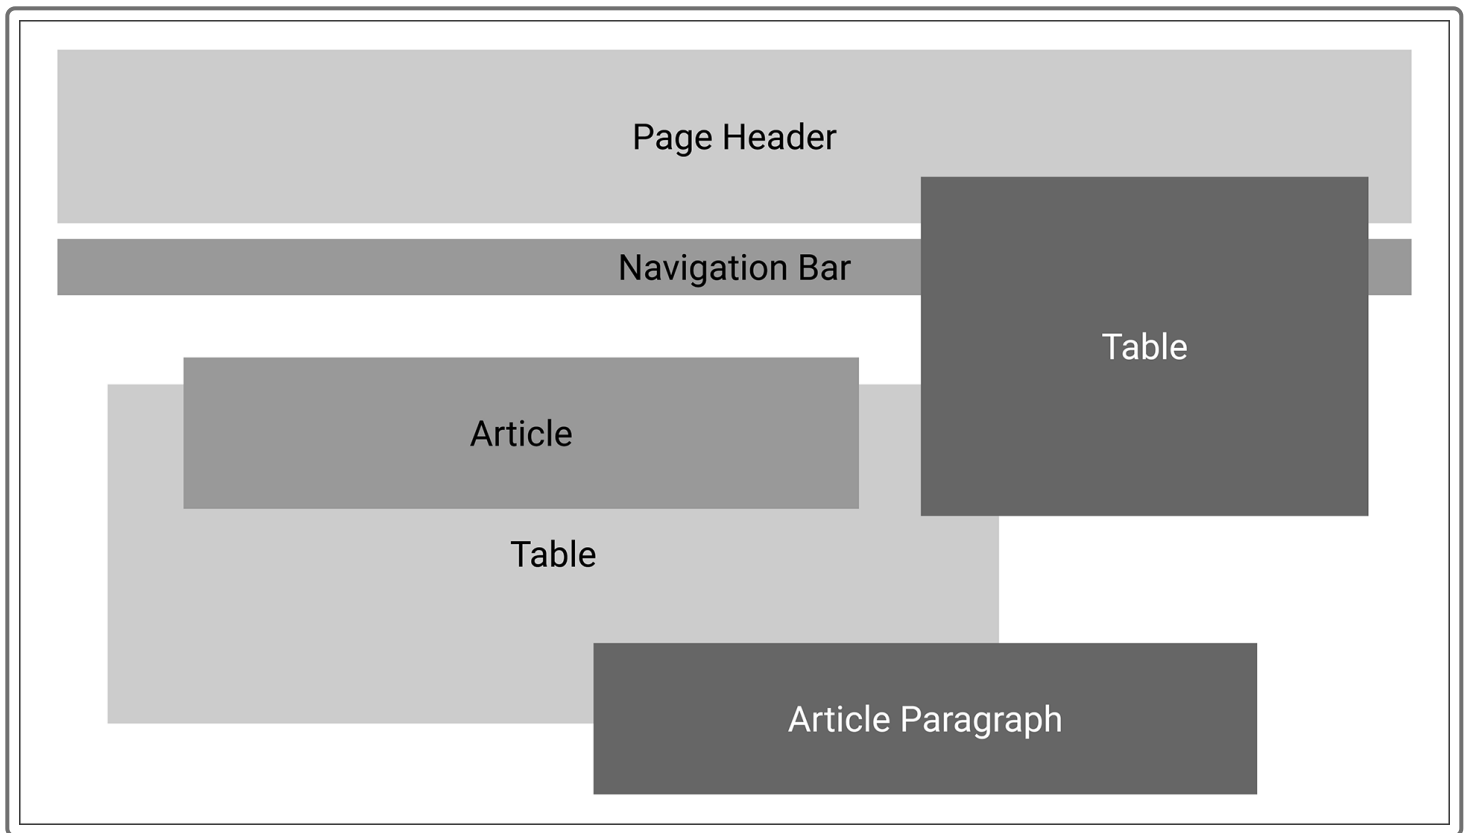 Page Header
Navigation Bar
Table
Article
Table
Article Paragraph